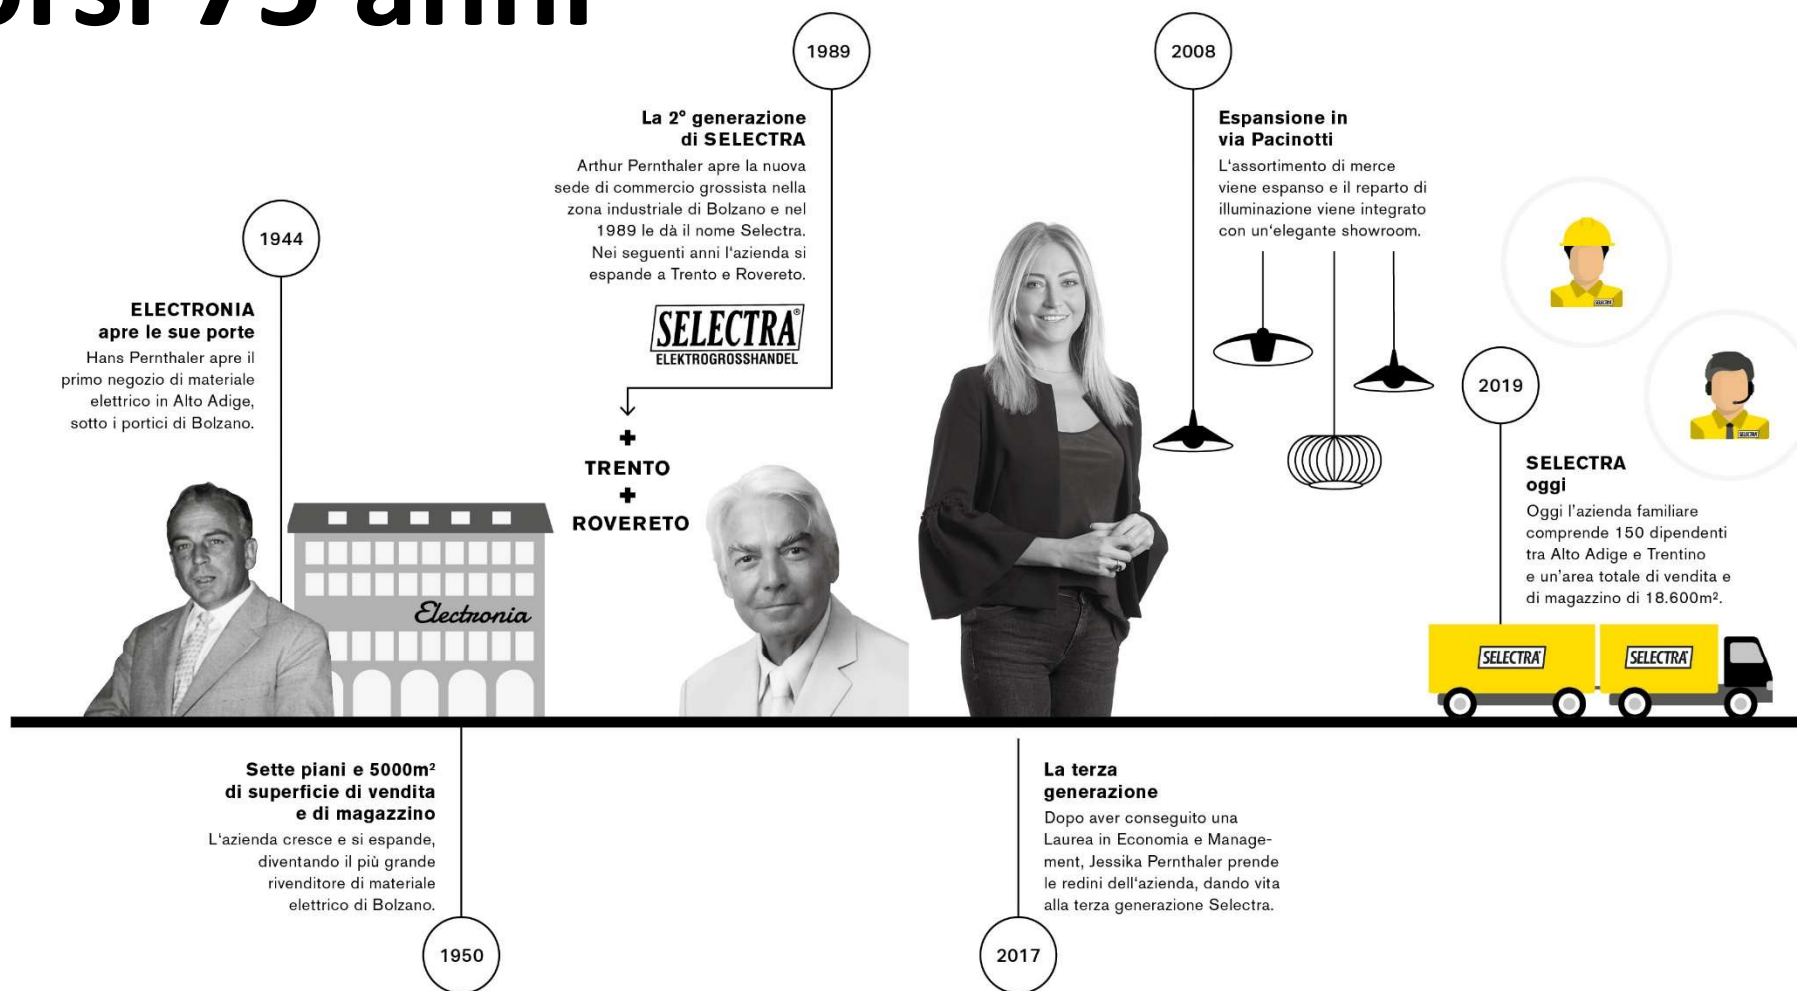 75 anni
1944
ELECTRONIA
apre le sue porte
Hans Pernthaler apre il
primo negozio di materiale
elettrico in Alto Adige,
sotto i portici di Bolzano.
Electronia
1950
Sette piani e 5000m²
di superficie di vendita
e di magazzino
L‘azienda cresce e si espande,
diventando il più grande
rivenditore di materiale
elettrico di Bolzano.
1989
La 2° generazione
di SELECTRA
Arthur Pernthaler apre la nuova
sede di commercio grossista nella
zona industriale di Bolzano e nel
1989 le dà il nome Selectra.
Nei seguenti anni l‘azienda si
espande a Trento e Rovereto.
SELECTRA®
ELEKTROGROSSHANDEL
+
TRENTO
+
ROVERETO
2008
Espansione in
via Pacinotti
L‘assortimento di merce
viene espanso e il reparto di
illuminazione viene integrato
con un‘elegante showroom.
2017
La terza
generazione
Dopo aver conseguito una
Laurea in Economia e Manage-
ment, Jessika Pernthaler prende
le redini dell‘azienda, dando vita
alla terza generazione Selectra.
2019
SELECTRA
oggi
Oggi l’azienda familiare
comprende 150 dipendenti
tra Alto Adige e Trentino
e un’area totale di vendita e
di magazzino di 18.600m².
SELECTRA
SELECTRA
SELECTRA
SELECTRA